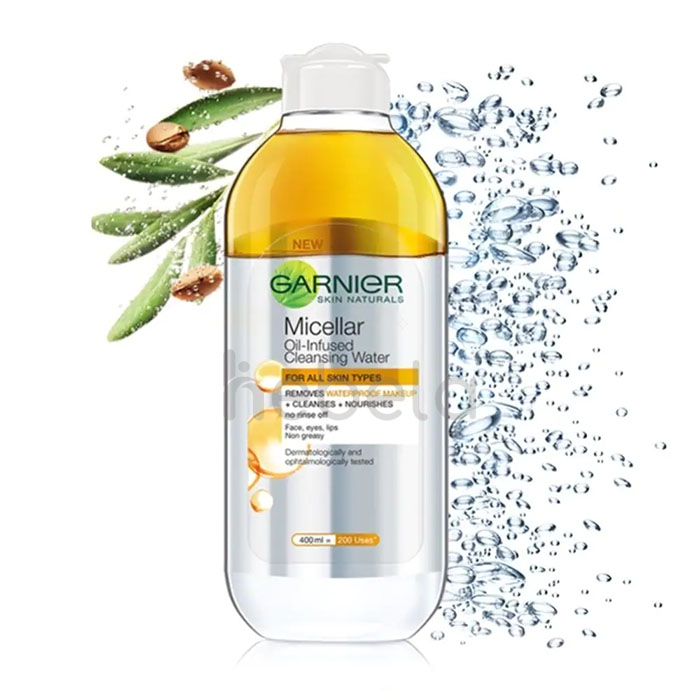 NEW
GARNIER
SKIN NATURALS
Micellar
Oil-Infused
Cleansing Water
FOR ALL SKIN TYPES
REMOVES WATERPROOF MAKEUP
+ CLEANSES + NOURISHES
no rinse off
Face, eyes, lips
Non greasy
Dermatologically and
ophtalmologically tested
400ml = 200 Uses*